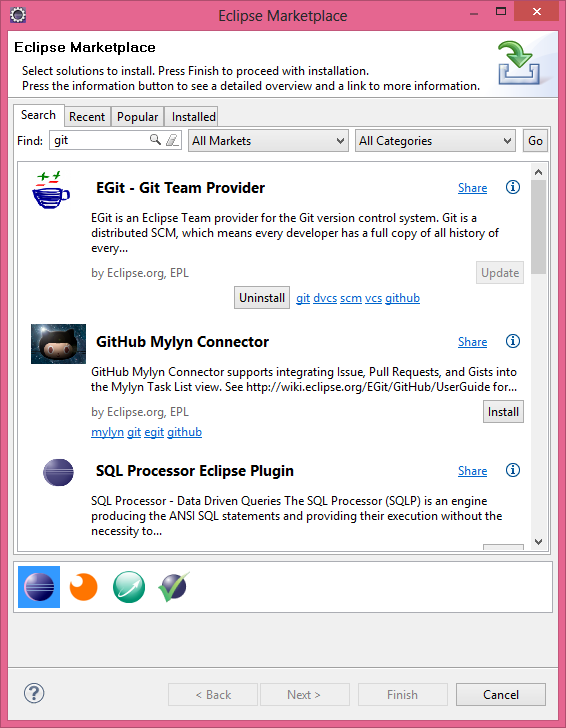 Eclipse Marketplace
Eclipse Marketplace
Select solutions to install. Press Finish to proceed with installation.
Press the information button to see a detailed overview and a link to more information.
Search Recent Popular Installed
Find: git All Markets All Categories Go
EGit - Git Team Provider Share
EGit is an Eclipse Team provider for the Git version control system. Git is a
distributed SCM, which means every developer has a full copy of all history of
every...
by Eclipse.org, EPL Update
Uninstall git dvcs scm vcs github
GitHub Mylyn Connector Share
GitHub Mylyn Connector supports integrating Issue, Pull Requests, and Gists into
the Mylyn Task List view. See http://wiki.eclipse.org/EGit/GitHub/UserGuide for...
by Eclipse.org, EPL Install
mylyn git egit github
SQL Processor Eclipse Plugin Share
SQL Processor - Data Driven Queries The SQL Processor (SQLP) is an engine
producing the ANSI SQL statements and providing their execution without the
necessity to...
< Back Next > Finish Cancel